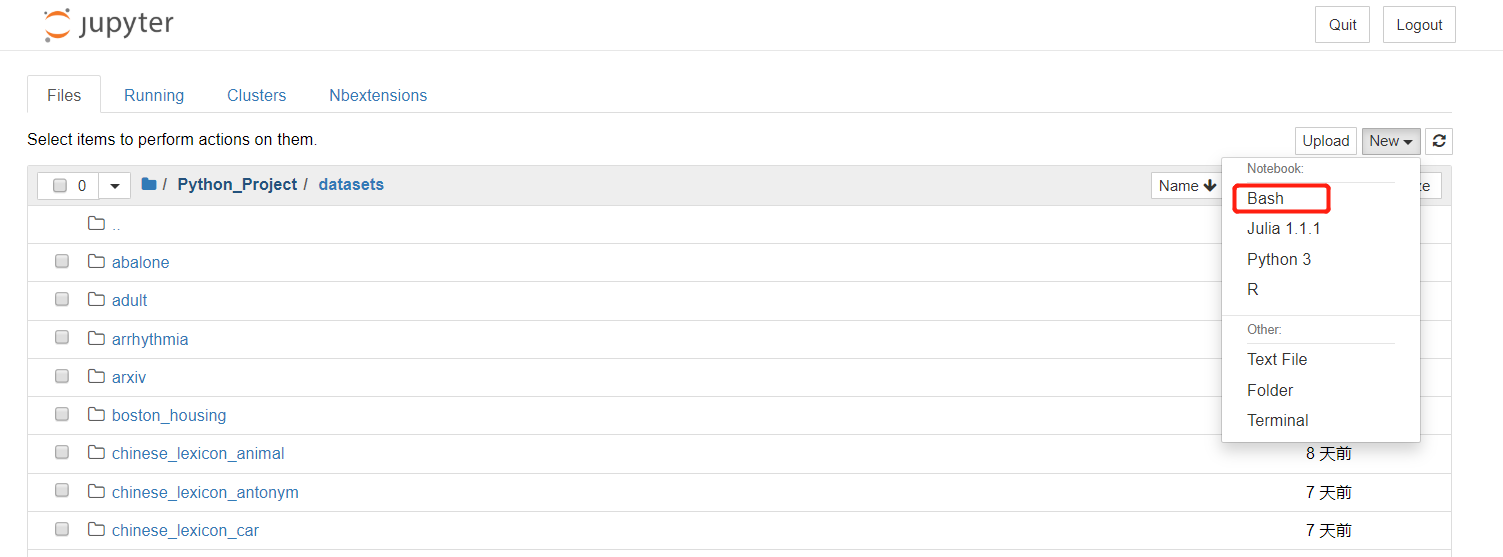 jupyter
Quit
Logout
Files
Running
Clusters
Nbextensions
Select items to perform actions on them.
Upload
New
0
/ Python_Project / datasets
Name
Notebook:
Bash
Julia 1.1.1
Python 3
R
Other:
Text File
Folder
Terminal
..
abalone
adult
arrhythmia
arxiv
boston_housing
chinese_lexicon_animal
8 天前
chinese_lexicon_antonym
7 天前
chinese_lexicon_car
7 天前